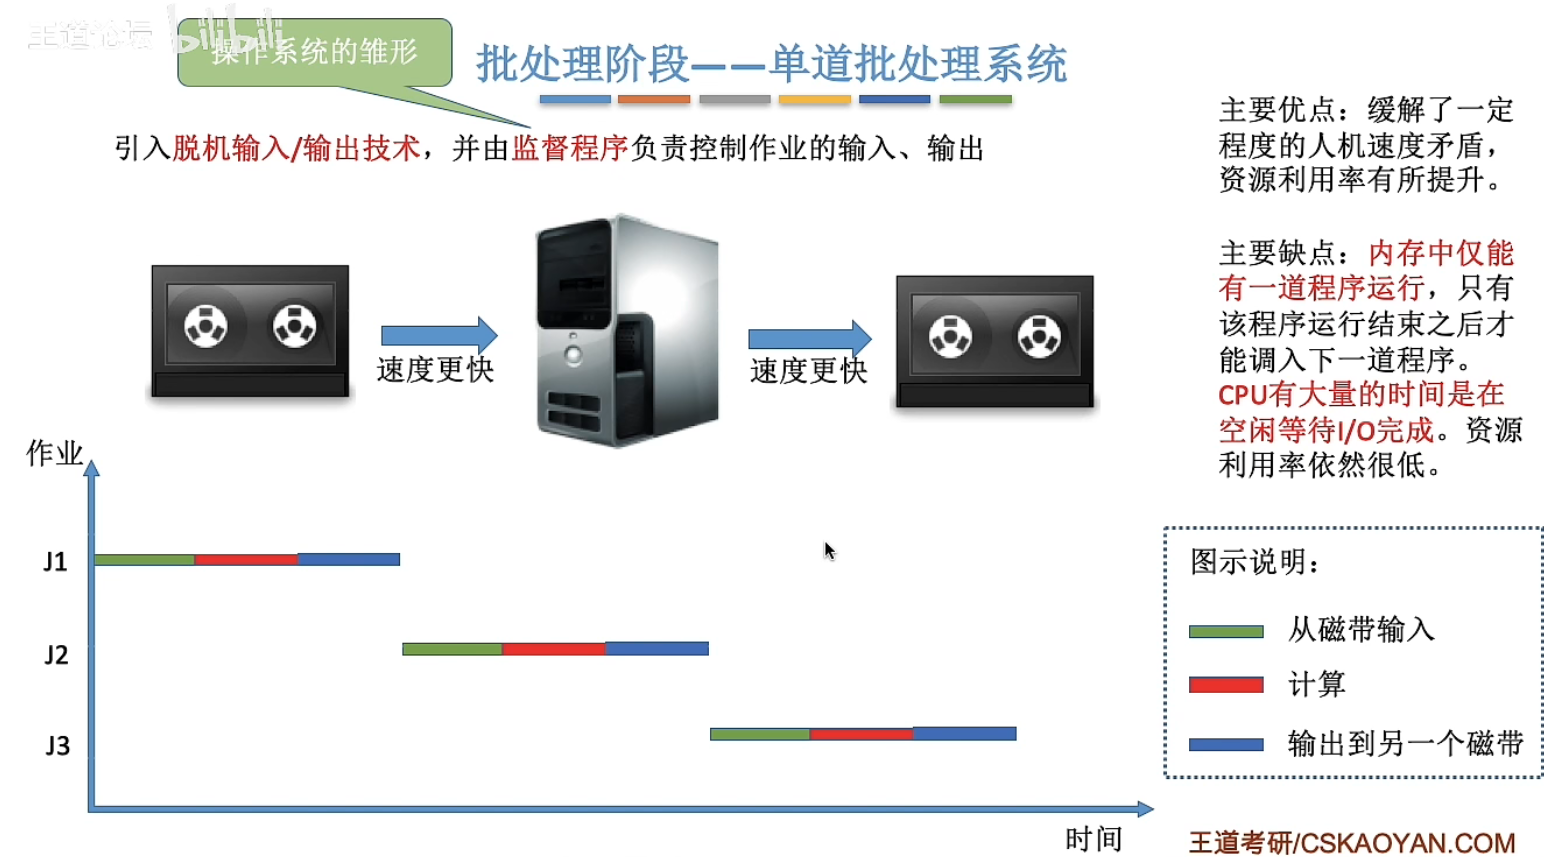 王道论坛 bilibili
操作系统的雏形
批处理阶段——单道批处理系统
引入脱机输入/输出技术，并由监督程序负责控制作业的输入、输出
主要优点：缓解了一定
程度的人机速度矛盾，
资源利用率有所提升。
主要缺点：内存中仅能
有一道程序运行，只有
该程序运行结束之后才
能调入下一道程序。
CPU有大量的时间是在
空闲等待I/O完成。资源
利用率依然很低。
速度更快
速度更快
作业
J1
J2
J3
时间
图示说明：
从磁带输入
计算
输出到另一个磁带
王道考研/CSKAOYAN.COM